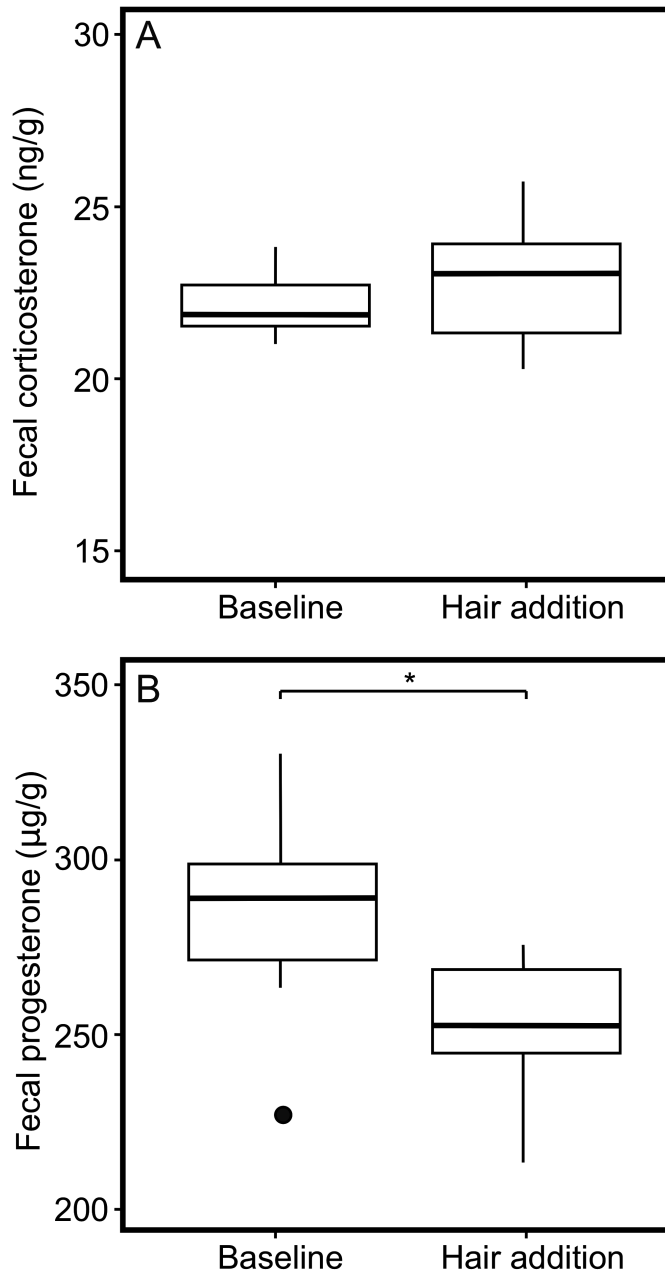 A
Fecal corticosterone (ng/g)
30
25
20
15
Baseline Hair addition
B
*
Fecal progesterone (µg/g)
350
300
250
200
Baseline Hair addition